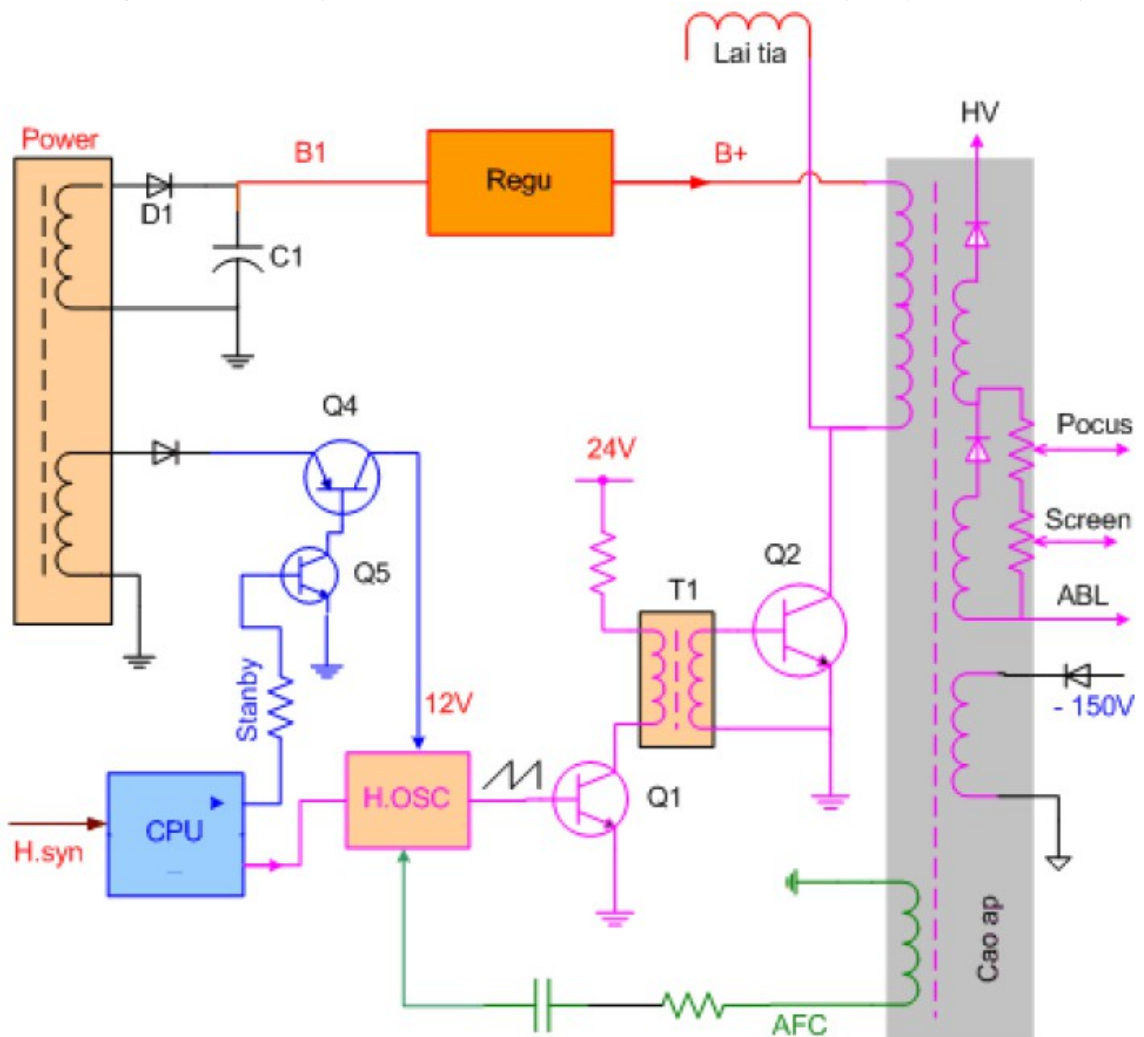 Lai tia
HV
Power
B1
Regu
B+
D1
C1
Q4
24V
Pocus
Screen
Q5
Q2
T1
ABL
Stanby
12V
- 150V
H.OSC
Q1
CPU
H.syn
Cao ap
AFC